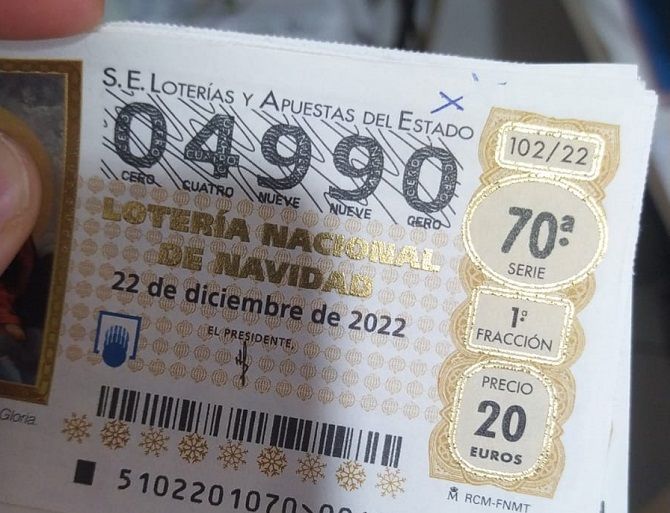 S.E. LOTERÍAS Y APUESTAS DEL ESTADO
04990
CERO CUATRO NUEVE NUEVE CERO
LOTERÍA NACIONAL
DE NAVIDAD
22 de diciembre de 2022
EL PRESIDENTE,
102/22
70ª
SERIE
1ª
FRACCIÓN
PRECIO
20
EUROS
Gloria.
5102201070
RCM-FNMT